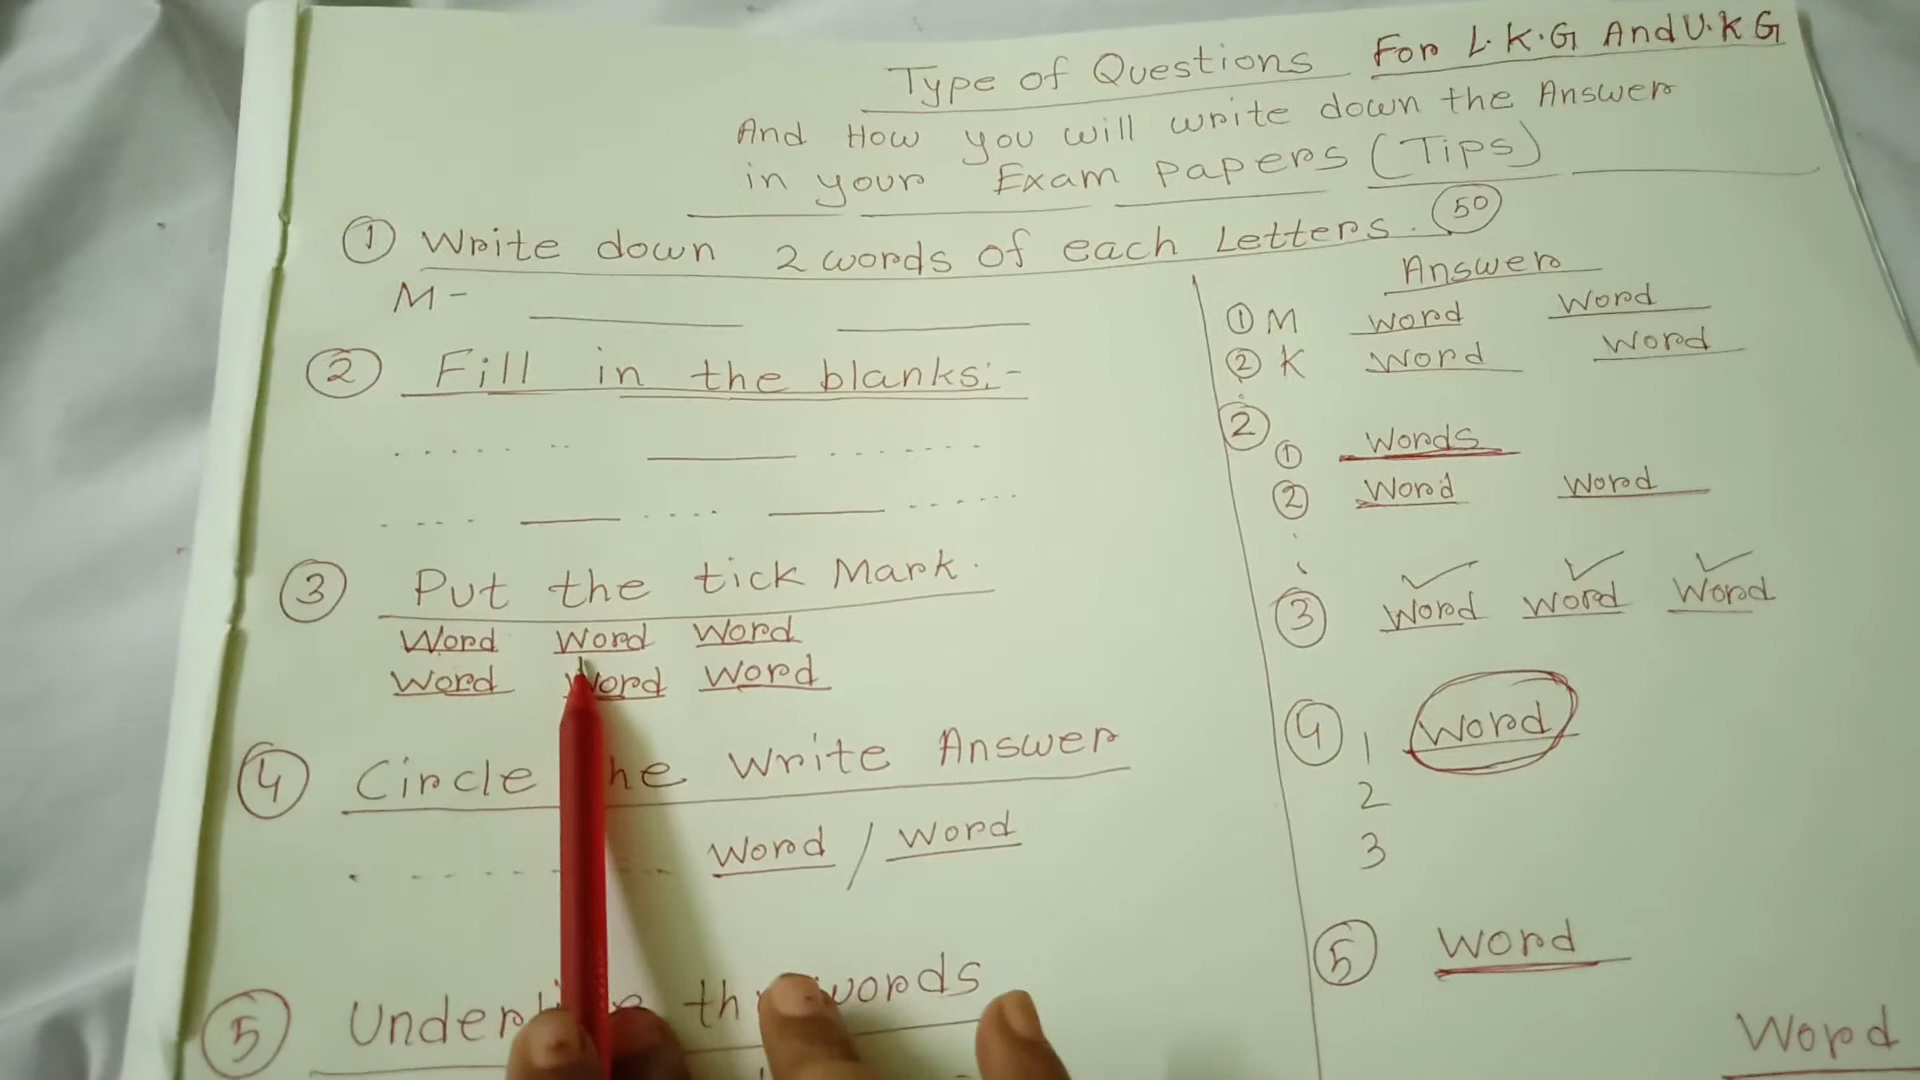 Type of Questions For L.K.G And U.K G
And How you will write down the Answer
in your Exam papers (Tips)
① Write down 2 words of each Letters. 50
M-
② Fill in the blanks:-
③ Put the tick Mark.
Word Word Word
Word Word Word
④ Circle the Write Answer
Word / Word
⑤ words
Answer
① M word Word
② K Word Word
②
① Words
② Word Word
③ Word Word Word
④ 1 Word
2
3
⑤ Word
Word